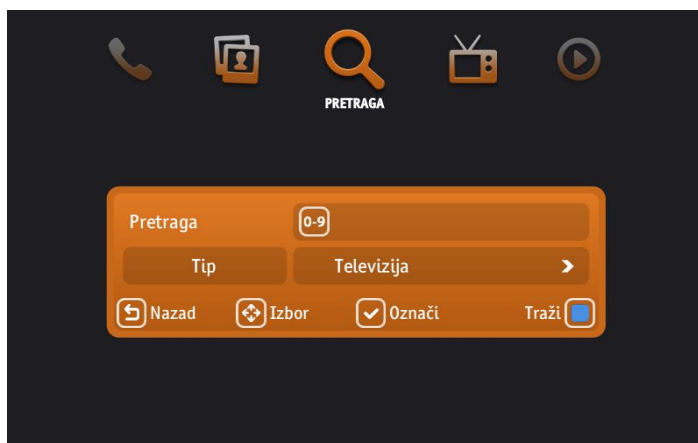 PRETRAGA
Pretraga 0-9
Tip Televizija
Nazad Izbor Označi Traži